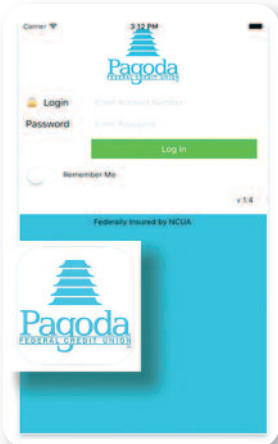 Carrier 3:12 PM
Pagoda
FEDERAL CREDIT UNION
Login Enter Account Number
Password Enter Password
Log In
Remember Me
v 1.4
Federally Insured by NCUA
Pagoda
FEDERAL CREDIT UNION